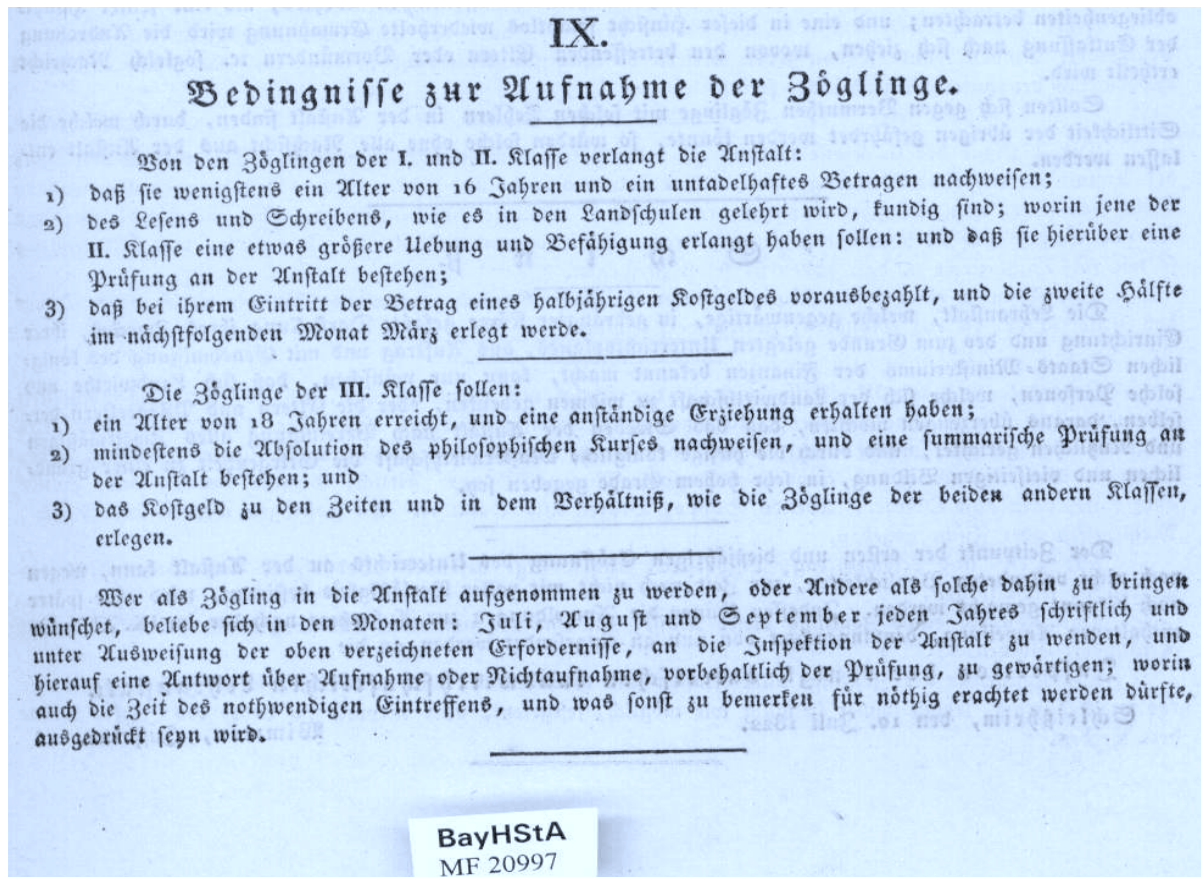 IX.
Bedingnisse zur Aufnahme der Zöglinge.
Von den Zöglingen der I. und II. Klasse verlangt die Anstalt:
1) daß sie wenigstens ein Alter von 16 Jahren und ein untadelhaftes Betragen nachweisen;
2) des Lesens und Schreibens, wie es in den Landschulen gelehrt wird, kundig sind; worin jene der
II. Klasse eine etwas größere Uebung und Befähigung erlangt haben sollen: und daß sie hierüber eine
Prüfung an der Anstalt bestehen;
3) daß bei ihrem Eintritt der Betrag eines halbjährigen Kostgeldes vorausbezahlt, und die zweite Hälfte
im nächstfolgenden Monat März erlegt werde.
Die Zöglinge der III. Klasse sollen:
1) ein Alter von 18 Jahren erreicht, und eine anständige Erziehung erhalten haben;
2) mindestens die Absolution des philosophischen Kurses nachweisen, und eine summarische Prüfung an
der Anstalt bestehen; und
3) das Kostgeld zu den Zeiten und in dem Verhältniß, wie die Zöglinge der beiden andern Klassen,
erlegen.
Wer als Zögling in die Anstalt aufgenommen zu werden, oder Andere als solche dahin zu bringen
wünschet, beliebe sich in den Monaten: Juli, August und September jeden Jahres schriftlich und
unter Ausweisung der oben verzeichneten Erfordernisse, an die Inspektion der Anstalt zu wenden, und
hierauf eine Antwort über Aufnahme oder Nichtaufnahme, vorbehaltlich der Prüfung, zu gewärtigen; worin
auch die Zeit des nothwendigen Eintreffens, und was sonst zu bemerken für nöthig erachtet werden dürfte,
ausgedrückt seyn wird.
BayHStA
MF 20997